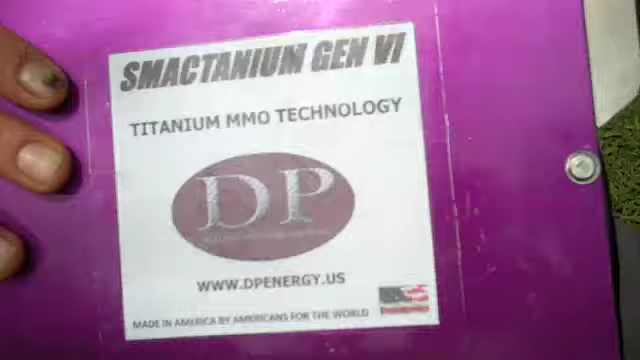 SMACTANIUM GEN VI
TITANIUM MMO TECHNOLOGY
DP
WWW.DPENERGY.US
MADE IN AMERICA BY AMERICANS FOR THE WORLD